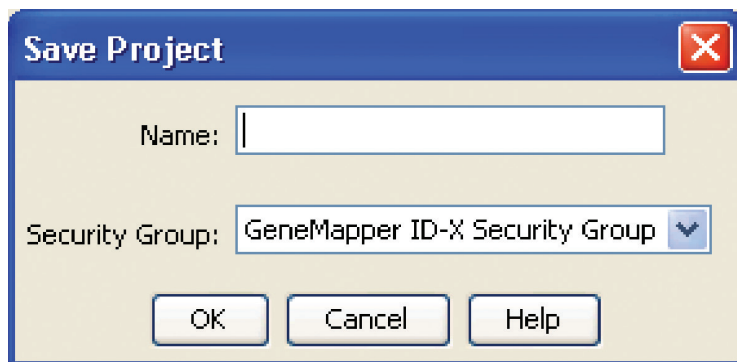 Save Project
Name:
Security Group: GeneMapper ID-X Security Group
OK Cancel Help